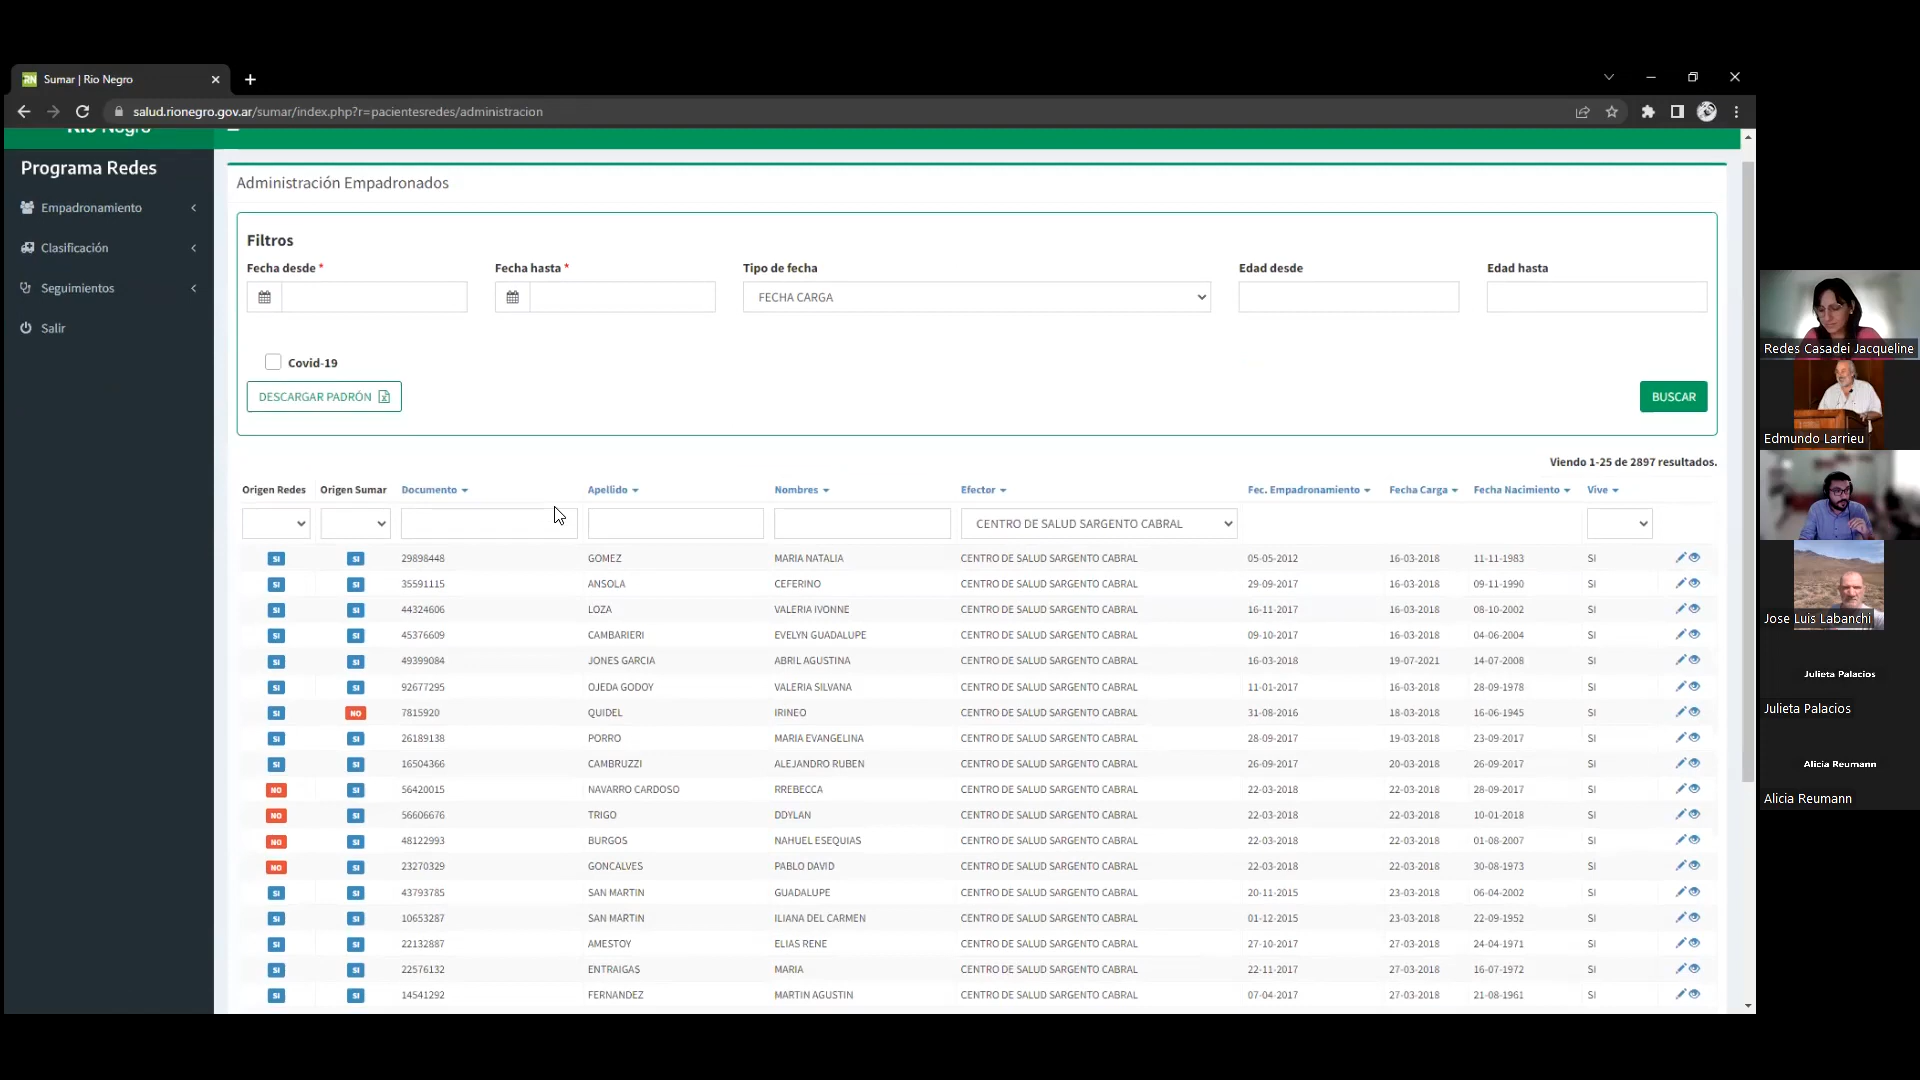 Sumar | Rio Negro
salud.rionegro.gov.ar/sumar/index.php?r=pacientesredes/administracion
Río Negro
Programa Redes
Empadronamiento
Clasificación
Seguimientos
Salir
Administración Empadronados
Filtros
Fecha desde * Fecha hasta * Tipo de fecha Edad desde Edad hasta
FECHA CARGA
Covid-19
DESCARGAR PADRÓN BUSCAR
Viendo 1-25 de 2897 resultados.
Origen Redes Origen Sumar Documento Apellido Nombres Efector Fec. Empadronamiento Fecha Carga Fecha Nacimiento Vive
CENTRO DE SALUD SARGENTO CABRAL
SI SI 29898448 GOMEZ MARIA NATALIA CENTRO DE SALUD SARGENTO CABRAL 05-05-2012 16-03-2018 11-11-1983 SI
SI SI 35591115 ANSOLA CEFERINO CENTRO DE SALUD SARGENTO CABRAL 29-09-2017 16-03-2018 09-11-1990 SI
SI SI 44324606 LOZA VALERIA IVONNE CENTRO DE SALUD SARGENTO CABRAL 16-11-2017 16-03-2018 08-10-2002 SI
SI SI 45376609 CAMBARIERI EVELYN GUADALUPE CENTRO DE SALUD SARGENTO CABRAL 09-10-2017 16-03-2018 04-06-2004 SI
SI SI 49399084 JONES GARCIA ABRIL AGUSTINA CENTRO DE SALUD SARGENTO CABRAL 16-03-2018 19-07-2021 14-07-2008 SI
SI SI 92677295 OJEDA GODOY VALERIA SILVANA CENTRO DE SALUD SARGENTO CABRAL 11-01-2017 16-03-2018 28-09-1978 SI
SI NO 7815920 QUIDEL IRINEO CENTRO DE SALUD SARGENTO CABRAL 31-08-2016 18-03-2018 16-06-1945 SI
SI SI 26189138 PORRO MARIA EVANGELINA CENTRO DE SALUD SARGENTO CABRAL 28-09-2017 19-03-2018 23-09-2017 SI
SI SI 16504366 CAMBRUZZI ALEJANDRO RUBEN CENTRO DE SALUD SARGENTO CABRAL 26-09-2017 20-03-2018 26-09-2017 SI
NO SI 56420015 NAVARRO CARDOSO RREBECCA CENTRO DE SALUD SARGENTO CABRAL 22-03-2018 22-03-2018 28-09-2017 SI
NO SI 56606676 TRIGO DDYLAN CENTRO DE SALUD SARGENTO CABRAL 22-03-2018 22-03-2018 10-01-2018 SI
NO SI 48122993 BURGOS NAHUEL ESEQUIAS CENTRO DE SALUD SARGENTO CABRAL 22-03-2018 22-03-2018 01-08-2007 SI
NO SI 23270329 GONCALVES PABLO DAVID CENTRO DE SALUD SARGENTO CABRAL 22-03-2018 22-03-2018 30-08-1973 SI
SI SI 43793785 SAN MARTIN GUADALUPE CENTRO DE SALUD SARGENTO CABRAL 20-11-2015 23-03-2018 06-04-2002 SI
SI SI 10653287 SAN MARTIN ILIANA DEL CARMEN CENTRO DE SALUD SARGENTO CABRAL 01-12-2015 23-03-2018 22-09-1952 SI
SI SI 22132887 AMESTOY ELIAS RENE CENTRO DE SALUD SARGENTO CABRAL 27-10-2017 27-03-2018 24-04-1971 SI
SI SI 22576132 ENTRAIGAS MARIA CENTRO DE SALUD SARGENTO CABRAL 22-11-2017 27-03-2018 16-07-1972 SI
SI SI 14541292 FERNANDEZ MARTIN AGUSTIN CENTRO DE SALUD SARGENTO CABRAL 07-04-2017 27-03-2018 21-08-1961 SI
Redes Casadei Jacqueline
Edmundo Larrieu
Jose Luis Labanchi
Julieta Palacios
Julieta Palacios
Alicia Reumann
Alicia Reumann